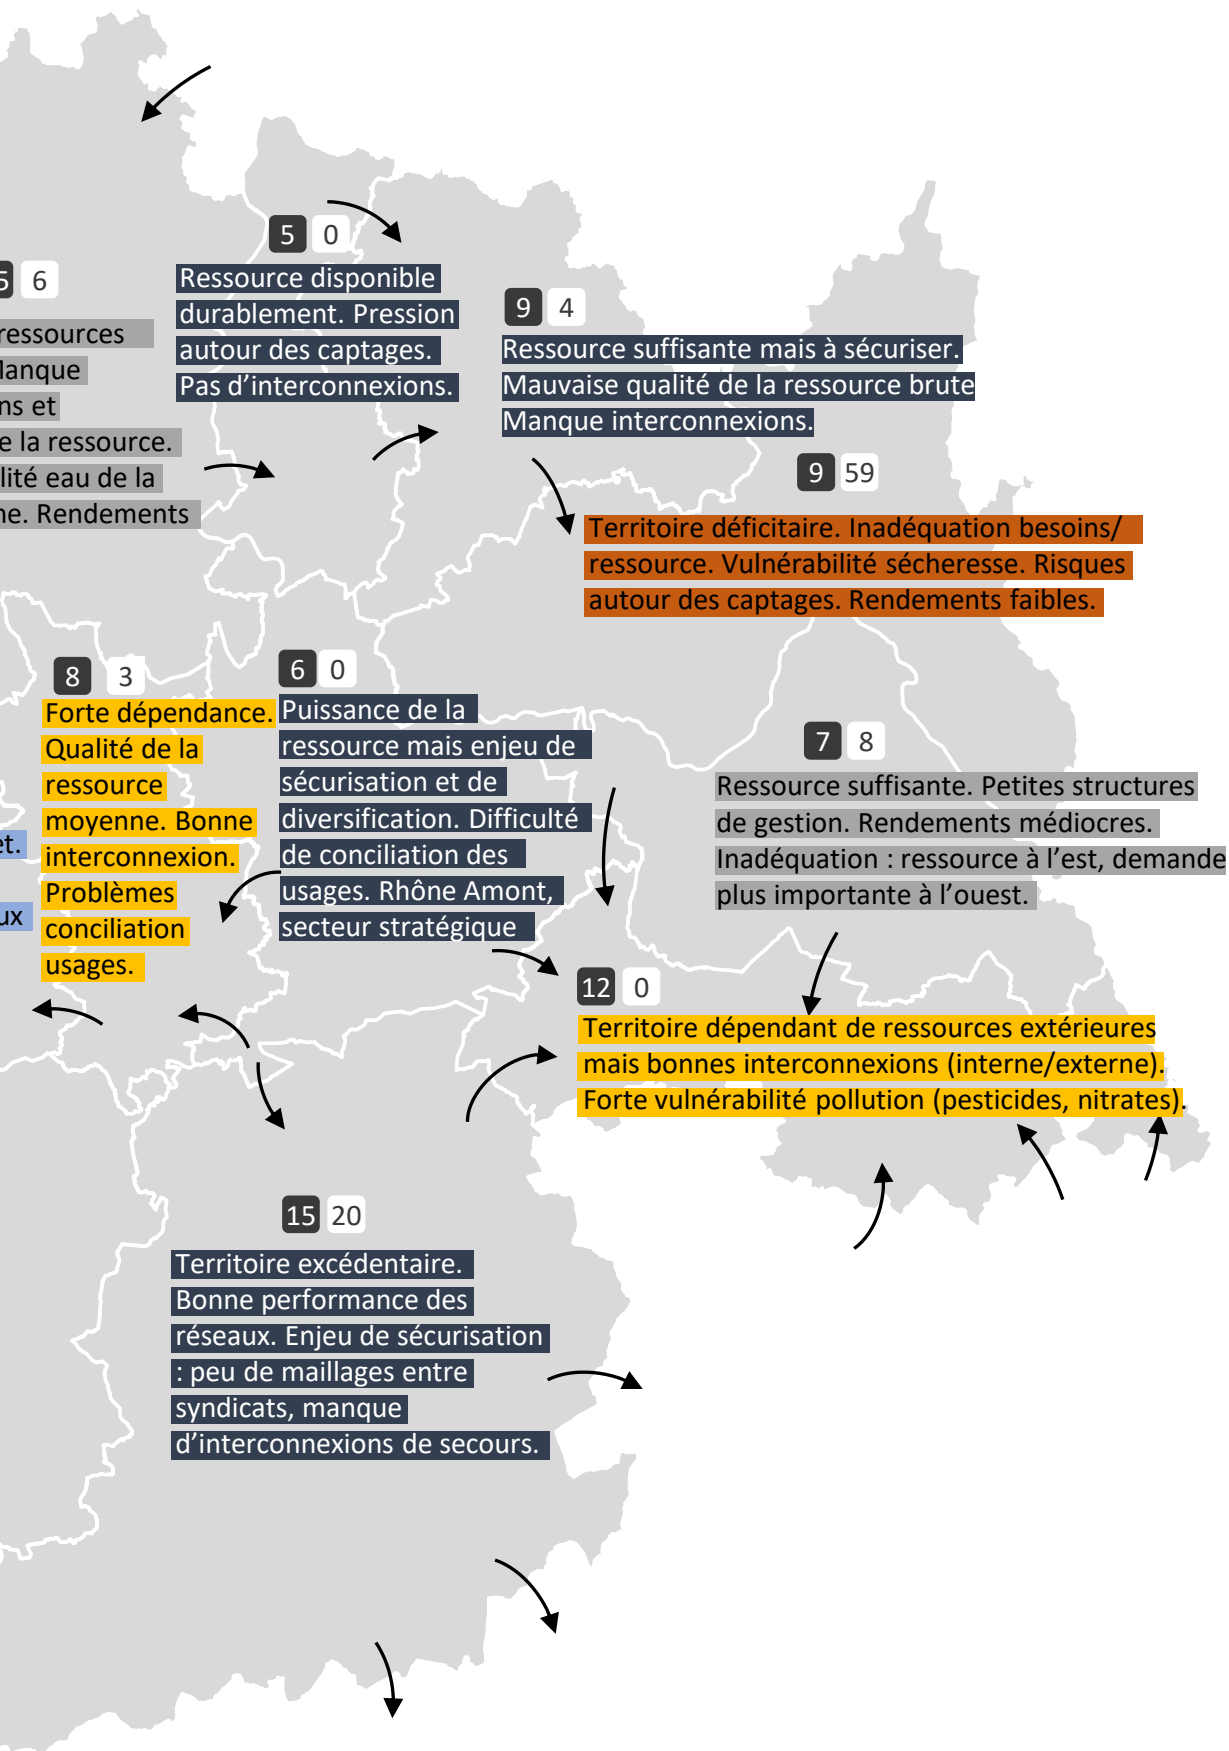 5 0
Ressource disponible
durablement. Pression
autour des captages.
Pas d’interconnexions.
6
ressources
ns et
e la ressource.
lité eau de la
ne. Rendements
9 4
Ressource suffisante mais à sécuriser.
Mauvaise qualité de la ressource brute
Manque interconnexions.
9 59
Territoire déficitaire. Inadéquation besoins/
ressource. Vulnérabilité sécheresse. Risques
autour des captages. Rendements faibles.
8 3
Forte dépendance.
Qualité de la
ressource
moyenne. Bonne
interconnexion.
Problèmes
conciliation
usages.
et.
ux
6 0
Puissance de la
ressource mais enjeu de
sécurisation et de
diversification. Difficulté
de conciliation des
usages. Rhône Amont,
secteur stratégique
7 8
Ressource suffisante. Petites structures
de gestion. Rendements médiocres.
Inadéquation : ressource à l’est, demande
plus importante à l’ouest.
12 0
Territoire dépendant de ressources extérieures
mais bonnes interconnexions (interne/externe).
Forte vulnérabilité pollution (pesticides, nitrates).
15 20
Territoire excédentaire.
Bonne performance des
réseaux. Enjeu de sécurisation
: peu de maillages entre
syndicats, manque
d’interconnexions de secours.